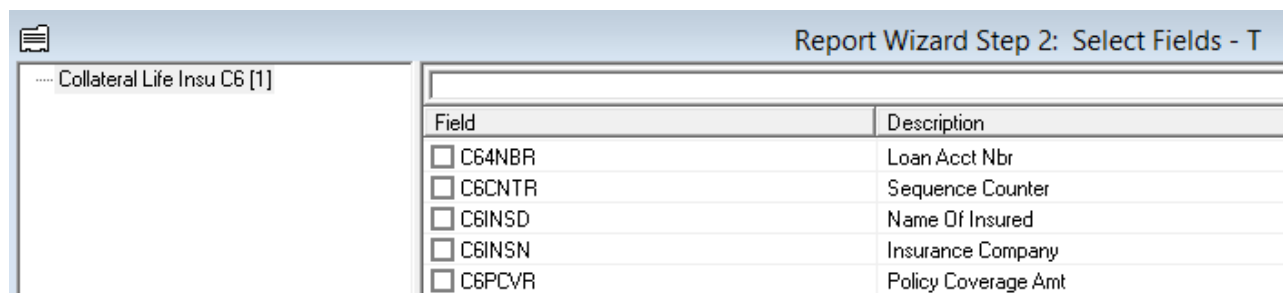 Report Wizard Step 2: Select Fields - T
Collateral Life Insu C6 [1]
Field Description
C64NBR Loan Acct Nbr
C6CNTR Sequence Counter
C6INSD Name Of Insured
C6INSN Insurance Company
C6PCVR Policy Coverage Amt